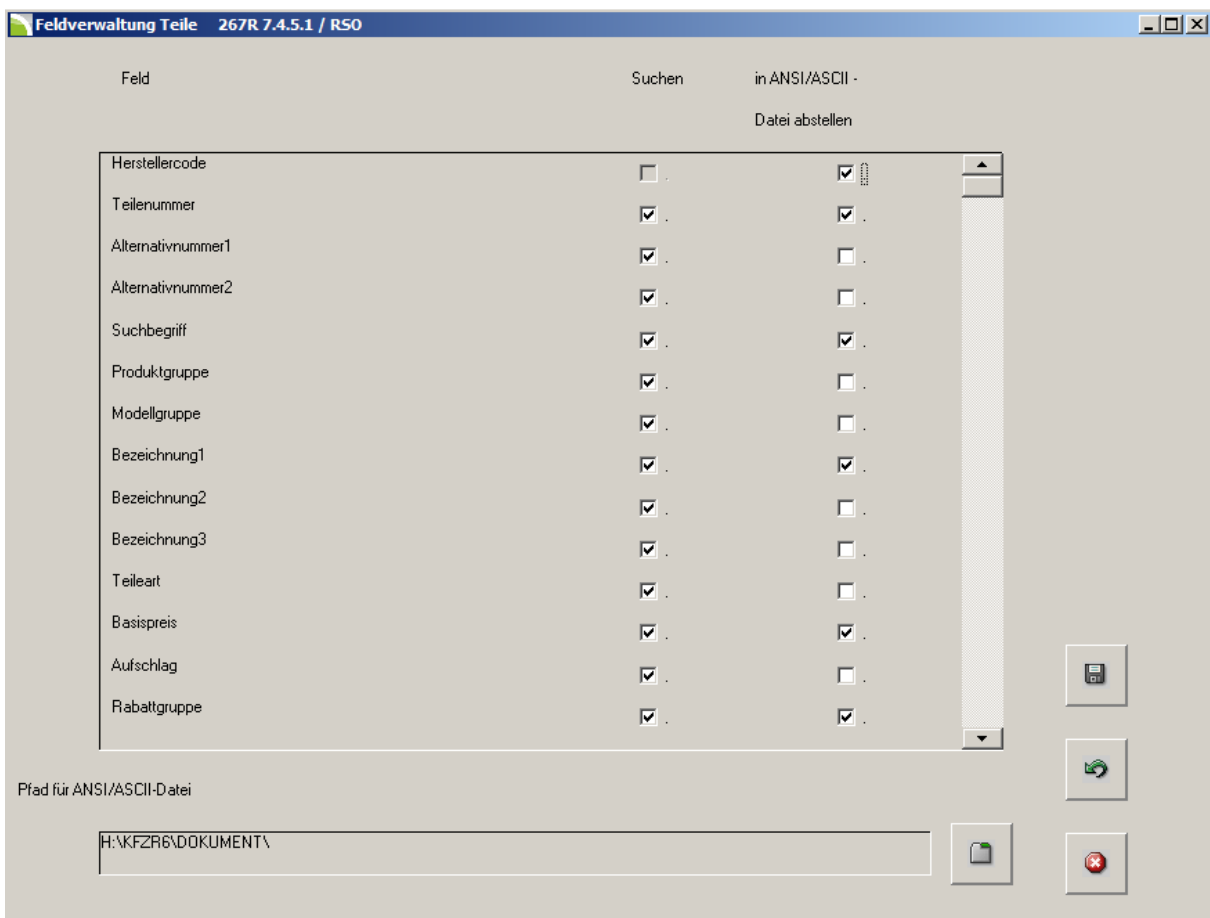 Feldverwaltung Teile 267R 7.4.5.1 / RSO
Feld Suchen in ANSI/ASCII -
Datei abstellen
Herstellercode
Teilenummer
Alternativnummer1
Alternativnummer2
Suchbegriff
Produktgruppe
Modellgruppe
Bezeichnung1
Bezeichnung2
Bezeichnung3
Teileart
Basispreis
Aufschlag
Rabattgruppe
Pfad für ANSI/ASCII-Datei
H:\KFZR6\DOKUMENT\